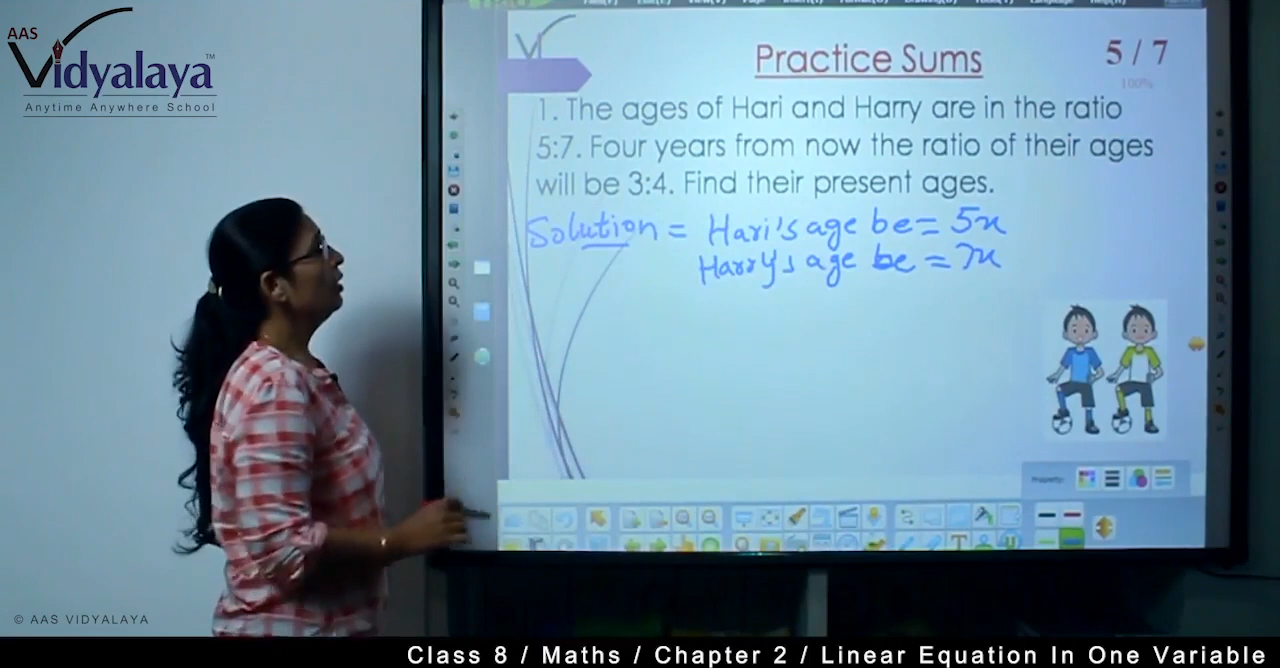 AAS
Vidyalaya
TM
Anytime Anywhere School
Practice Sums
5 / 7
100%
1. The ages of Hari and Harry are in the ratio
5:7. Four years from now the ratio of their ages
will be 3:4. Find their present ages.
Solution = Hari's age be = 5x
Harry's age be = 7x
Property:
© AAS VIDYALAYA
Class 8 / Maths / Chapter 2 / Linear Equation In One Variable